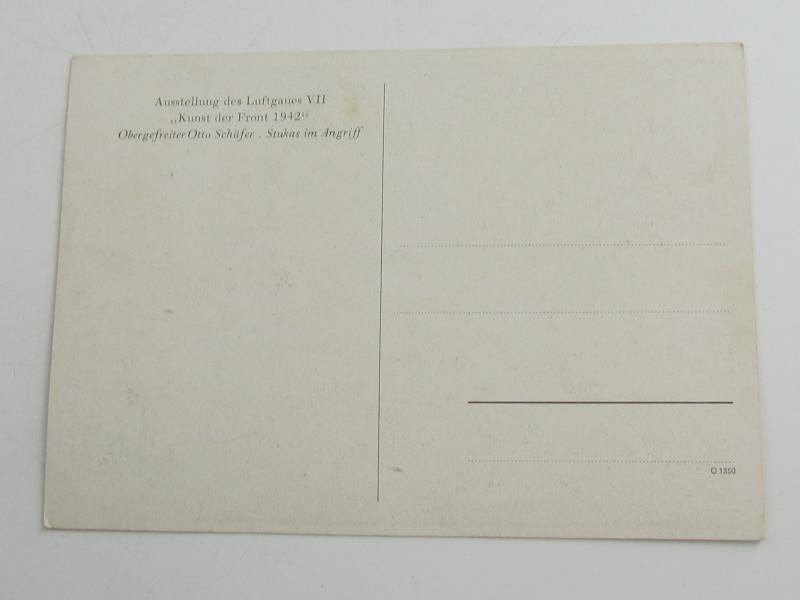 Ausstellung des Luftgaues VII
„Kunst der Front 1942“
Obergefreiter Otto Schäfer . Stukas im Angriff
Q 1350